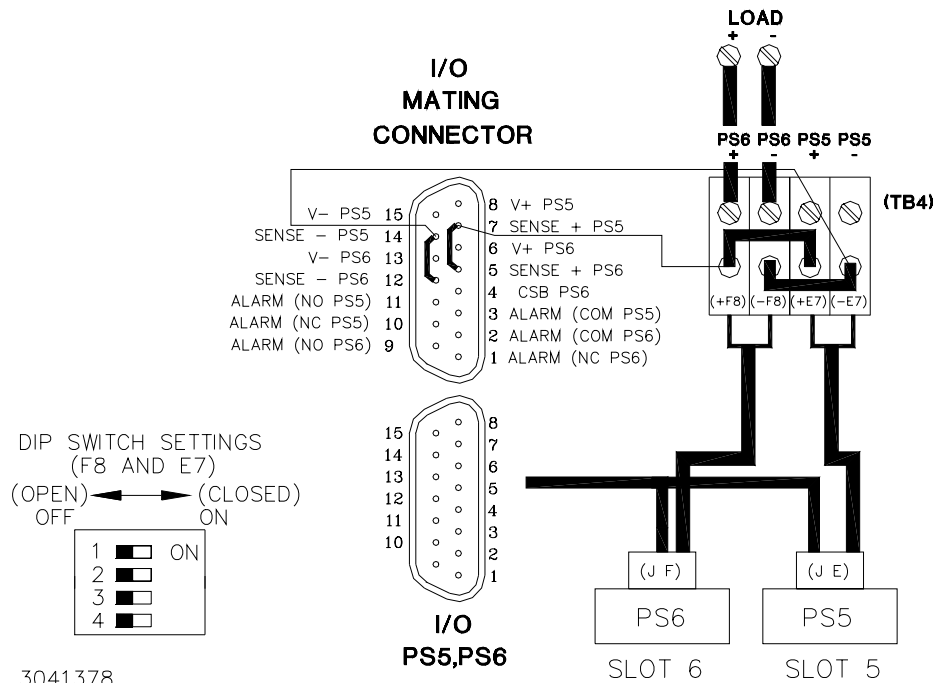 LOAD
+ -
I/O
MATING
CONNECTOR
PS6 PS6 PS5 PS5
+ - + -
(TB4)
V- PS5 15
SENSE - PS5 14
V- PS6 13
SENSE - PS6 12
ALARM (NO PS5) 11
ALARM (NC PS5) 10
ALARM (NO PS6) 9
8 V+ PS5
7 SENSE + PS5
6 V+ PS6
5 SENSE + PS6
4 CSB PS6
3 ALARM (COM PS5)
2 ALARM (COM PS6)
1 ALARM (NC PS6)
(+F8) (-F8) (+E7) (-E7)
15
14
13
12
11
10
8
7
6
5
4
3
2
1
I/O
PS5,PS6
DIP SWITCH SETTINGS
(F8 AND E7)
(OPEN) (CLOSED)
OFF ON
1 ON
2
3
4
(J F)
PS6
SLOT 6
(J E)
PS5
SLOT 5
3041378